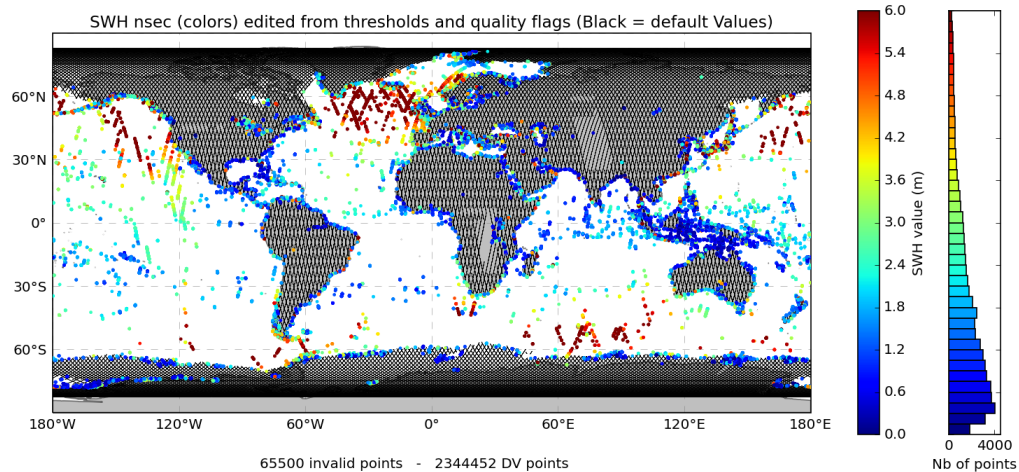 SWH nsec (colors) edited from thresholds and quality flags (Black = default Values)
60°N
30°N
0°
30°S
60°S
180°W
120°W
60°W
0°
60°E
120°E
180°E
65500 invalid points - 2344452 DV points
6.0
5.4
4.8
4.2
3.6
3.0
2.4
1.8
1.2
0.6
0.0
SWH value (m)
0
4000
Nb of points